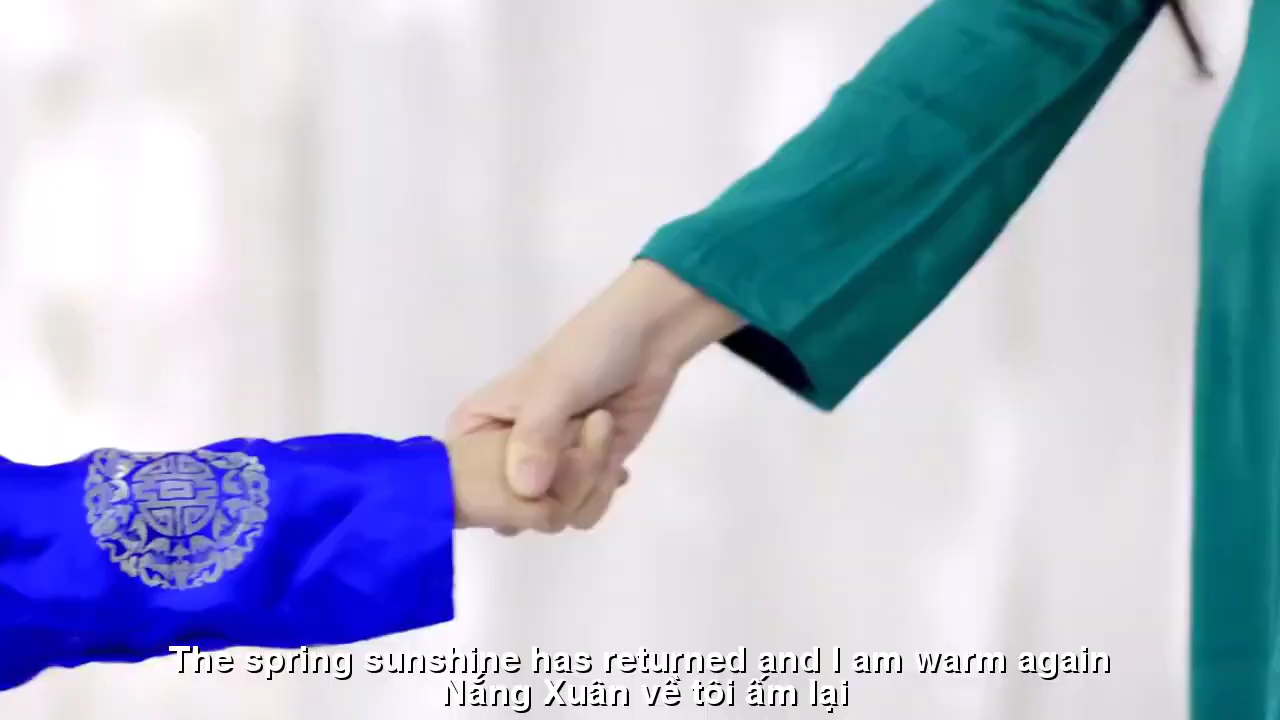 The spring sunshine has returned and I am warm again
Nắng Xuân về tôi ấm lại